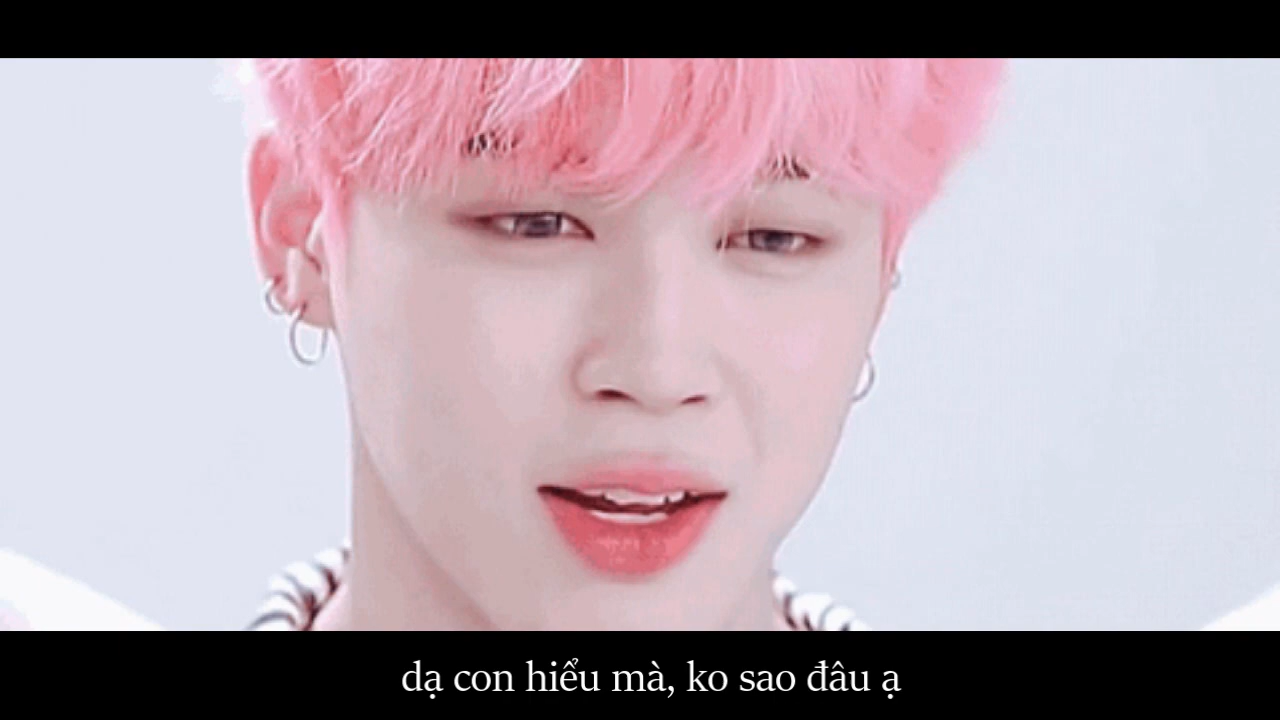 dạ con hiểu mà, ko sao đâu ạ